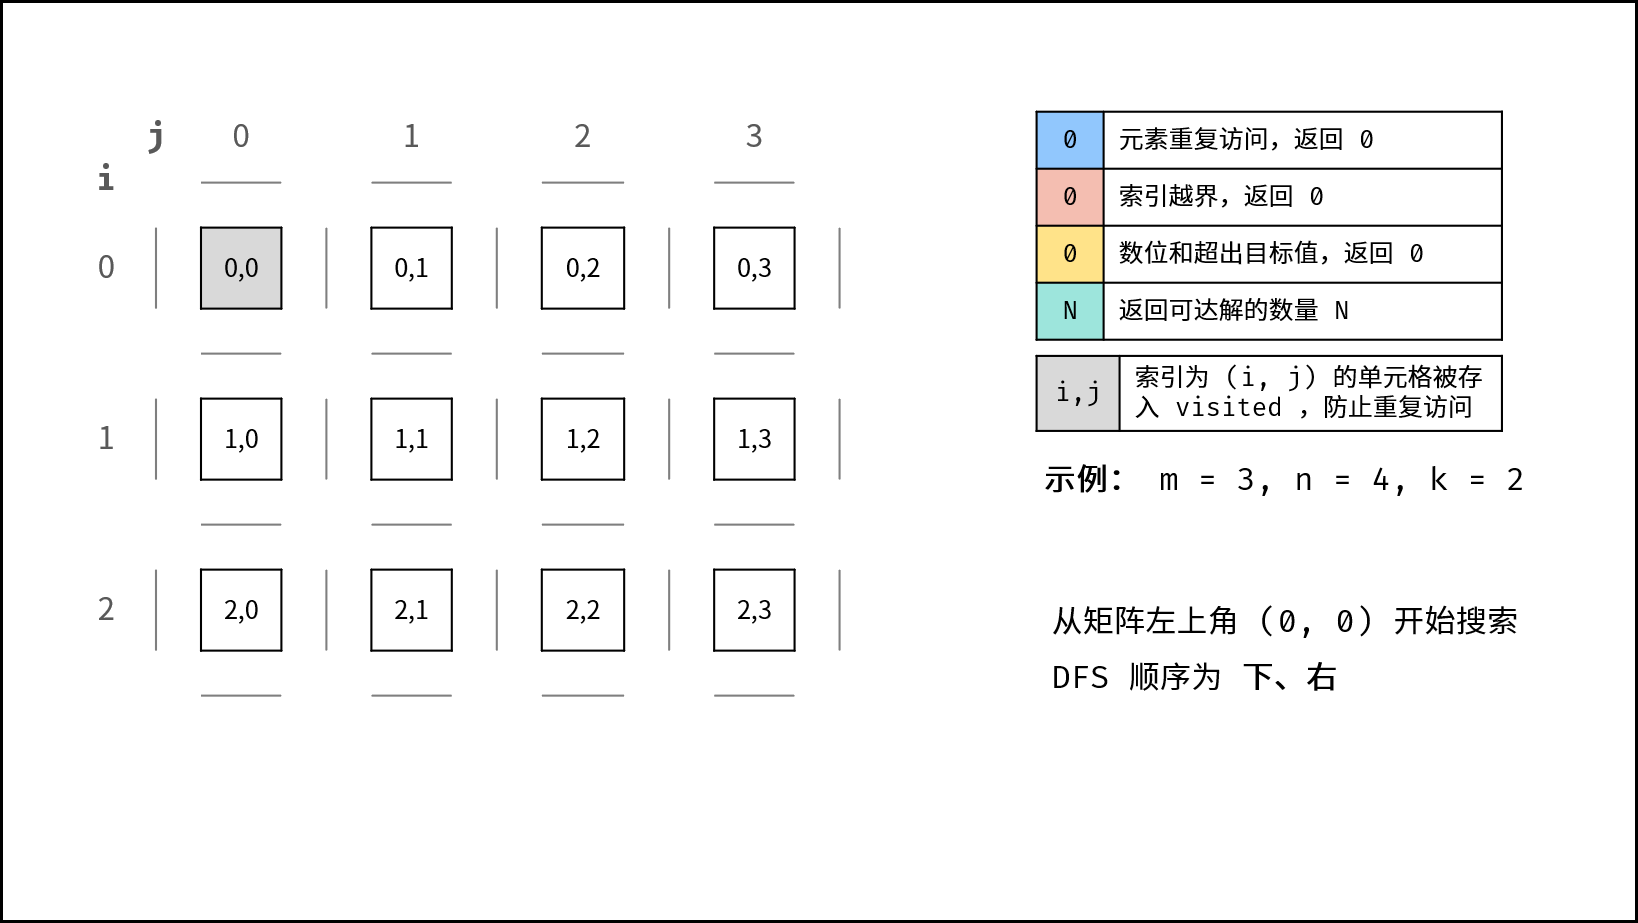 j 0 1 2 3
i
0 0,0 0,1 0,2 0,3
1 1,0 1,1 1,2 1,3
2 2,0 2,1 2,2 2,3
0 元素重复访问，返回 0
0 索引越界，返回 0
0 数位和超出目标值，返回 0
N 返回可达解的数量 N
i,j 索引为 (i, j) 的单元格被存
入 visited ，防止重复访问
示例： m = 3, n = 4, k = 2
从矩阵左上角 (0, 0) 开始搜索
DFS 顺序为 下、右